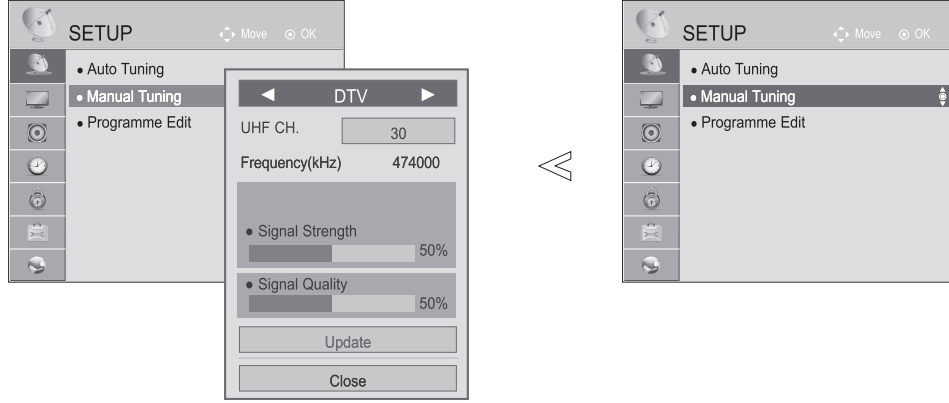 SETUP Move OK
• Auto Tuning
• Manual Tuning
• Programme Edit
◄ DTV ►
UHF CH. 30
Frequency(kHz) 474000
• Signal Strength
50%
• Signal Quality
50%
Update
Close
SETUP Move OK
• Auto Tuning
• Manual Tuning
• Programme Edit